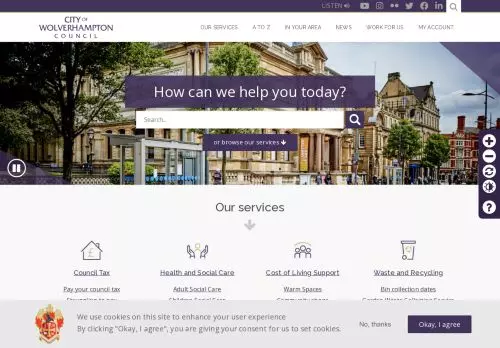 LISTEN
CITY OF
WOLVERHAMPTON
COUNCIL
OUR SERVICES A TO Z IN YOUR AREA NEWS WORK FOR US MY ACCOUNT
How can we help you today?
Search..
or browse our services
Our services
Council Tax Health and Social Care Cost of Living Support Waste and Recycling
Pay your council tax Adult Social Care Warm Spaces Bin collection dates
We use cookies on this site to enhance your user experience
By clicking "Okay, I agree", you are giving your consent for us to set cookies.
No, thanks
Okay, I agree